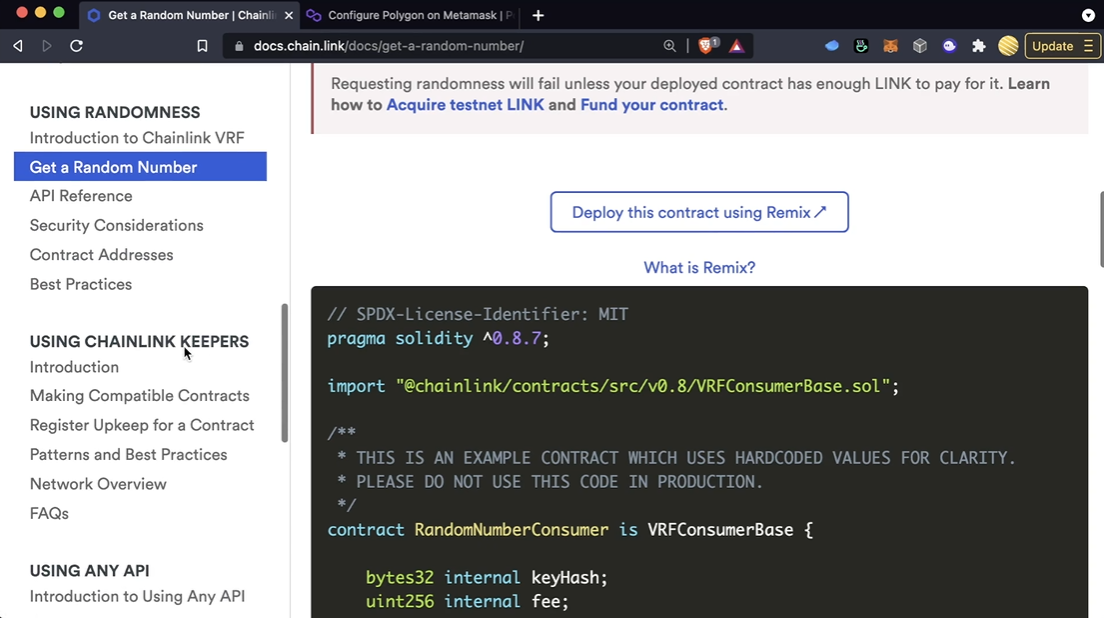 Get a Random Number | Chainli
Configure Polygon on Metamask | P
docs.chain.link/docs/get-a-random-number/
1
Update
USING RANDOMNESS
Introduction to Chainlink VRF
Get a Random Number
API Reference
Security Considerations
Contract Addresses
Best Practices
USING CHAINLINK KEEPERS
Introduction
Making Compatible Contracts
Register Upkeep for a Contract
Patterns and Best Practices
Network Overview
FAQs
USING ANY API
Introduction to Using Any API
Requesting randomness will fail unless your deployed contract has enough LINK to pay for it. Learn
how to Acquire testnet LINK and Fund your contract.
Deploy this contract using Remix ↗
What is Remix?
// SPDX-License-Identifier: MIT
pragma solidity ^0.8.7;
import "@chainlink/contracts/src/v0.8/VRFConsumerBase.sol";
/**
* THIS IS AN EXAMPLE CONTRACT WHICH USES HARDCODED VALUES FOR CLARITY.
* PLEASE DO NOT USE THIS CODE IN PRODUCTION.
*/
contract RandomNumberConsumer is VRFConsumerBase {
bytes32 internal keyHash;
uint256 internal fee;